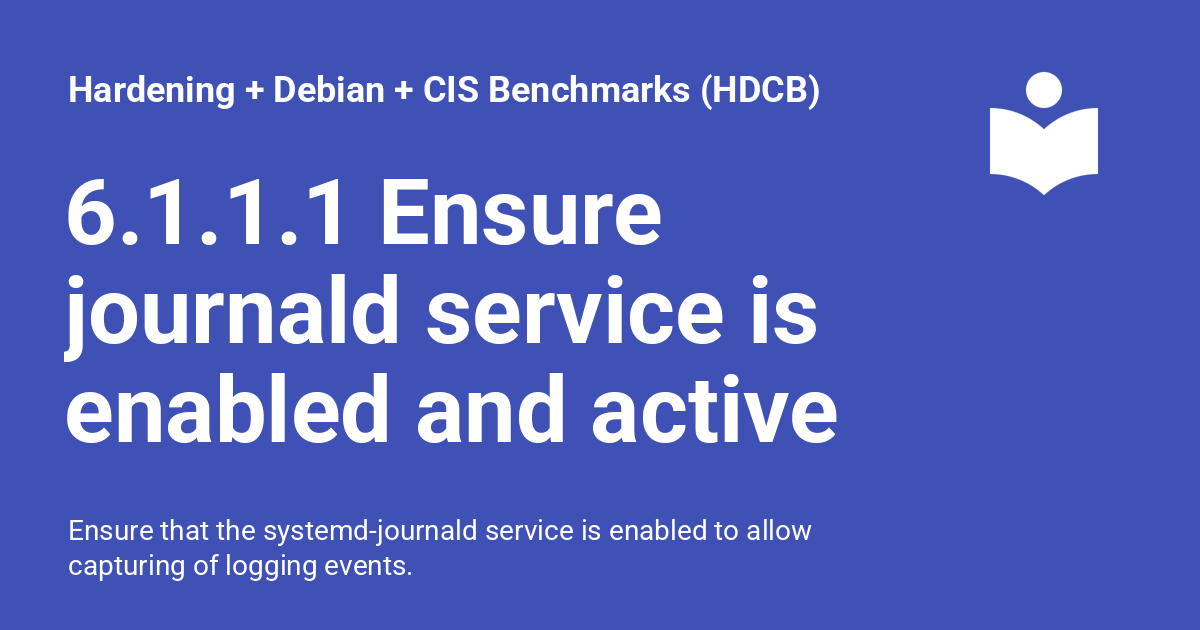 Hardening + Debian + CIS Benchmarks (HDCB)
6.1.1.1 Ensure
journald service is
enabled and active
Ensure that the systemd-journald service is enabled to allow
capturing of logging events.